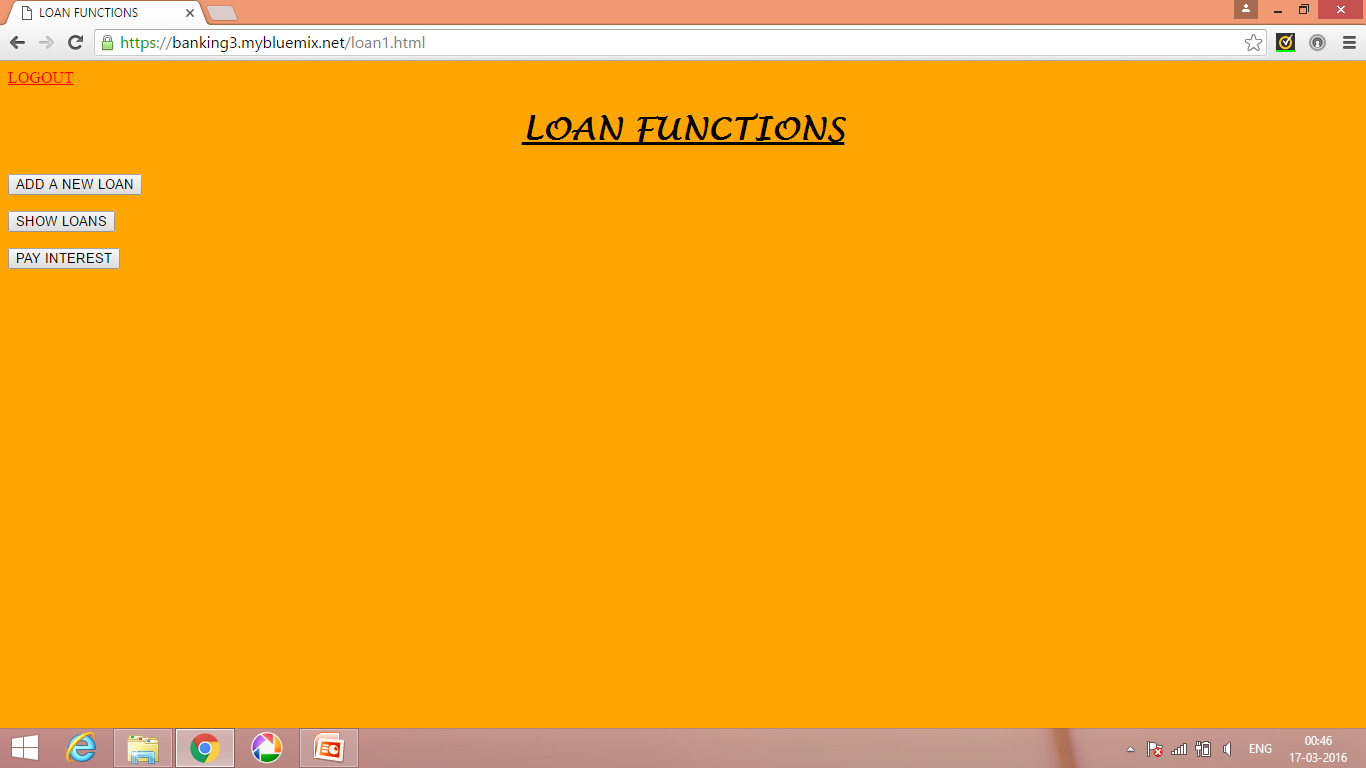 LOAN FUNCTIONS
https://banking3.mybluemix.net/loan1.html
LOGOUT
LOAN FUNCTIONS
ADD A NEW LOAN
SHOW LOANS
PAY INTEREST
ENG
00:46
17-03-2016